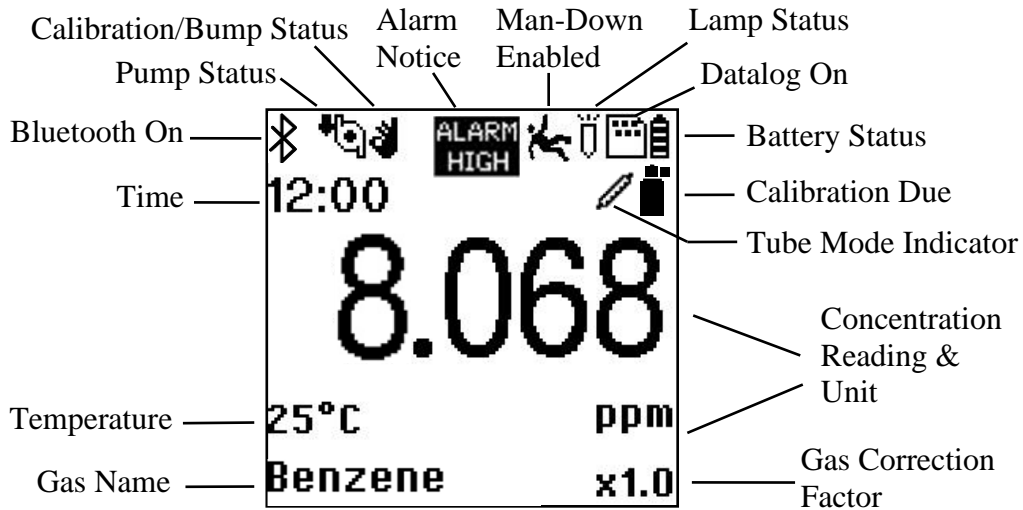 Calibration/Bump Status
Alarm
Notice
Man-Down
Enabled
Lamp Status
Pump Status
Datalog On
Bluetooth On
ALARM
HIGH
Battery Status
Time
12:00
Calibration Due
Tube Mode Indicator
8.068
Concentration
Reading &
Unit
Temperature
25°C
ppm
Gas Name
Benzene
x1.0
Gas Correction
Factor